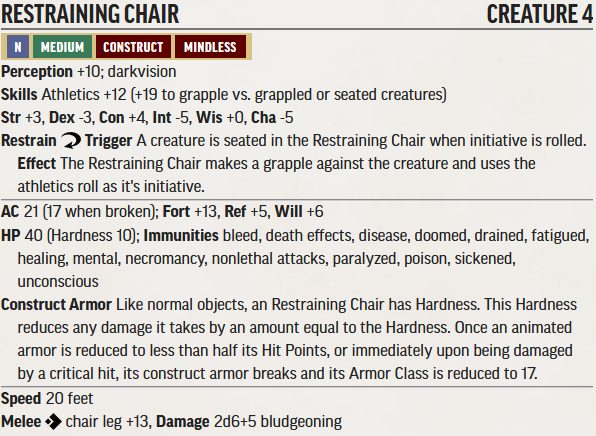 RESTRAINING CHAIR CREATURE 4
N MEDIUM CONSTRUCT MINDLESS
Perception +10; darkvision
Skills Athletics +12 (+19 to grapple vs. grappled or seated creatures)
Str +3, Dex -3, Con +4, Int -5, Wis +0, Cha -5
Restrain Trigger A creature is seated in the Restraining Chair when initiative is rolled.
Effect The Restraining Chair makes a grapple against the creature and uses the
athletics roll as it's initiative.
AC 21 (17 when broken); Fort +13, Ref +5, Will +6
HP 40 (Hardness 10); Immunities bleed, death effects, disease, doomed, drained, fatigued,
healing, mental, necromancy, nonlethal attacks, paralyzed, poison, sickened,
unconscious
Construct Armor Like normal objects, an Restraining Chair has Hardness. This Hardness
reduces any damage it takes by an amount equal to the Hardness. Once an animated
armor is reduced to less than half its Hit Points, or immediately upon being damaged
by a critical hit, its construct armor breaks and its Armor Class is reduced to 17.
Speed 20 feet
Melee chair leg +13, Damage 2d6+5 bludgeoning